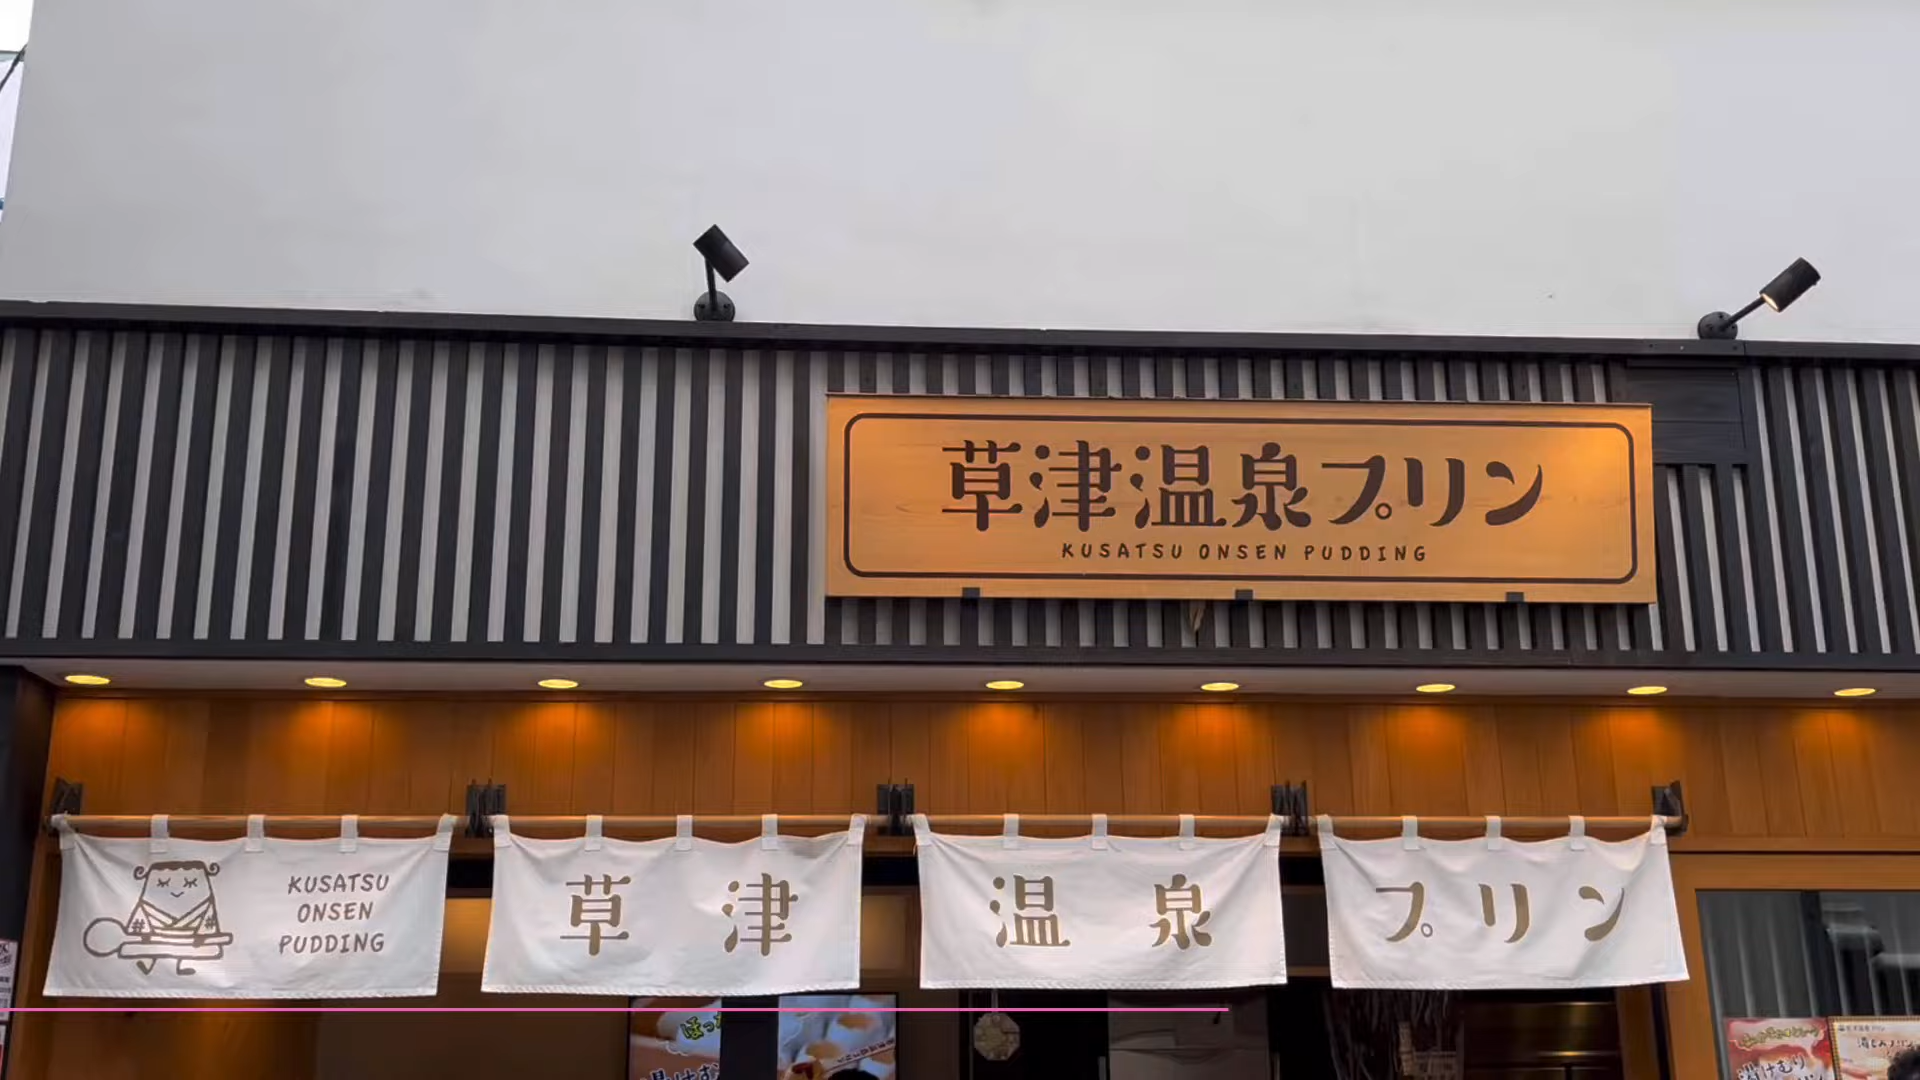 草津温泉プリン
KUSATSU ONSEN PUDDING
KUSATSU
ONSEN
PUDDING
草津
温泉
プリン